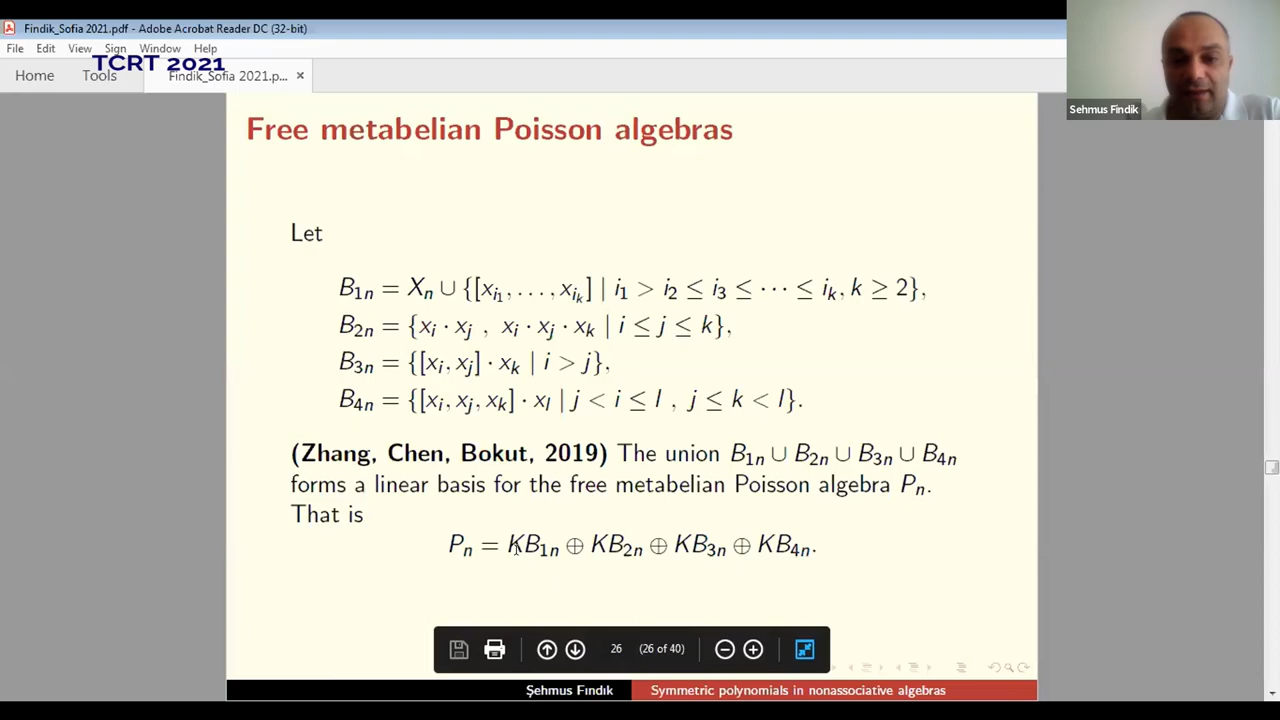 Findik_Sofia 2021.pdf - Adobe Acrobat Reader DC (32-bit)
File Edit View Sign Window Help
TCRT 2021
Home Tools Findik_Sofia 2021.p... ×
Sehmus Findik
Free metabelian Poisson algebras
Let
B₁ₙ = Xₙ ∪ {[x_{i₁}, . . . , x_{iₖ}] | i₁ > i₂ ≤ i₃ ≤ · · · ≤ iₖ, k ≥ 2},
B₂ₙ = {xᵢ · xⱼ , xᵢ · xⱼ · xₖ | i ≤ j ≤ k},
B₃ₙ = {[xᵢ, xⱼ] · xₖ | i > j},
B₄ₙ = {[xᵢ, xⱼ, xₖ] · xₗ | j < i ≤ l , j ≤ k < l}.
(Zhang, Chen, Bokut, 2019) The union B₁ₙ ∪ B₂ₙ ∪ B₃ₙ ∪ B₄ₙ
forms a linear basis for the free metabelian Poisson algebra Pₙ.
That is
Pₙ = KB₁ₙ ⊕ KB₂ₙ ⊕ KB₃ₙ ⊕ KB₄ₙ.
26 (26 of 40)
Şehmus Fındık Symmetric polynomials in nonassociative algebras